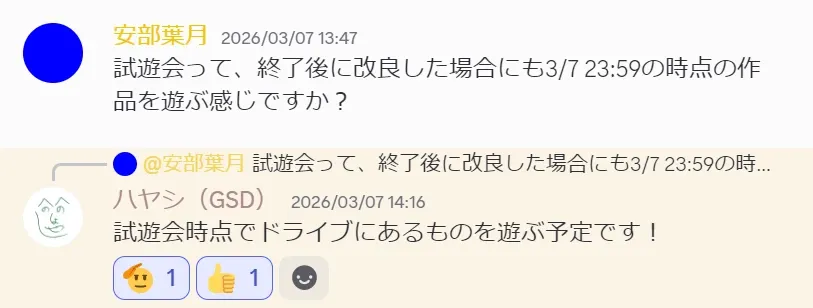 安部葉月 2026/03/07 13:47
試遊会って、終了後に改良した場合にも3/7 23:59の時点の作
品を遊ぶ感じですか？
@安部葉月 試遊会って、終了後に改良した場合にも3/7 23:59の時...
ハヤシ（GSD） 2026/03/07 14:16
試遊会時点でドライブにあるものを遊ぶ予定です！
1 1